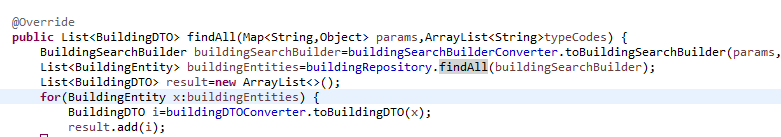 @Override
public List<BuildingDTO> findAll(Map<String,Object> params,ArrayList<String>typeCodes) {
BuildingSearchBuilder buildingSearchBuilder=buildingSearchBuilderConverter.toBuildingSearchBuilder(params,
List<BuildingEntity> buildingEntities=buildingRepository.findAll(buildingSearchBuilder);
List<BuildingDTO> result=new ArrayList<>();
for(BuildingEntity x:buildingEntities) {
BuildingDTO i=buildingDTOConverter.toBuildingDTO(x);
result.add(i);